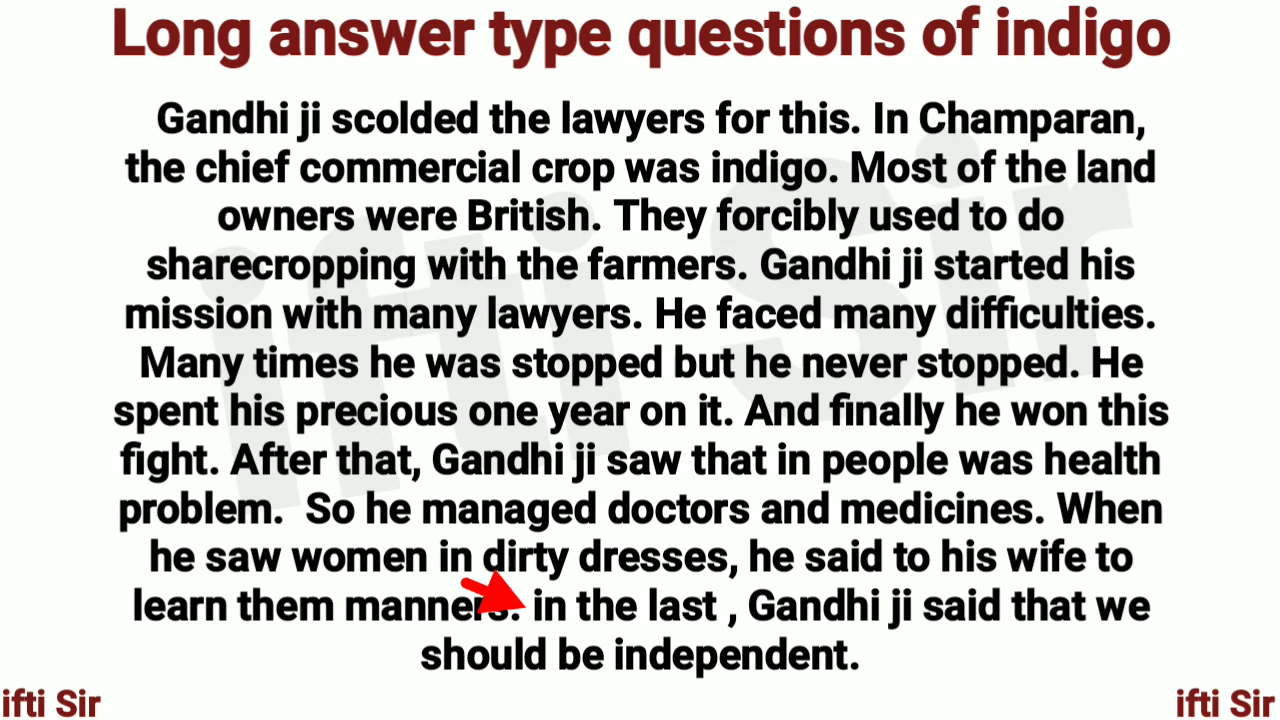 Long answer type questions of indigo
Gandhi ji scolded the lawyers for this. In Champaran,
the chief commercial crop was indigo. Most of the land
owners were British. They forcibly used to do
sharecropping with the farmers. Gandhi ji started his
mission with many lawyers. He faced many difficulties.
Many times he was stopped but he never stopped. He
spent his precious one year on it. And finally he won this
fight. After that, Gandhi ji saw that in people was health
problem.  So he managed doctors and medicines. When
he saw women in dirty dresses, he said to his wife to
learn them manners. in the last , Gandhi ji said that we
should be independent.
ifti Sir
ifti Sir
ifti Sir